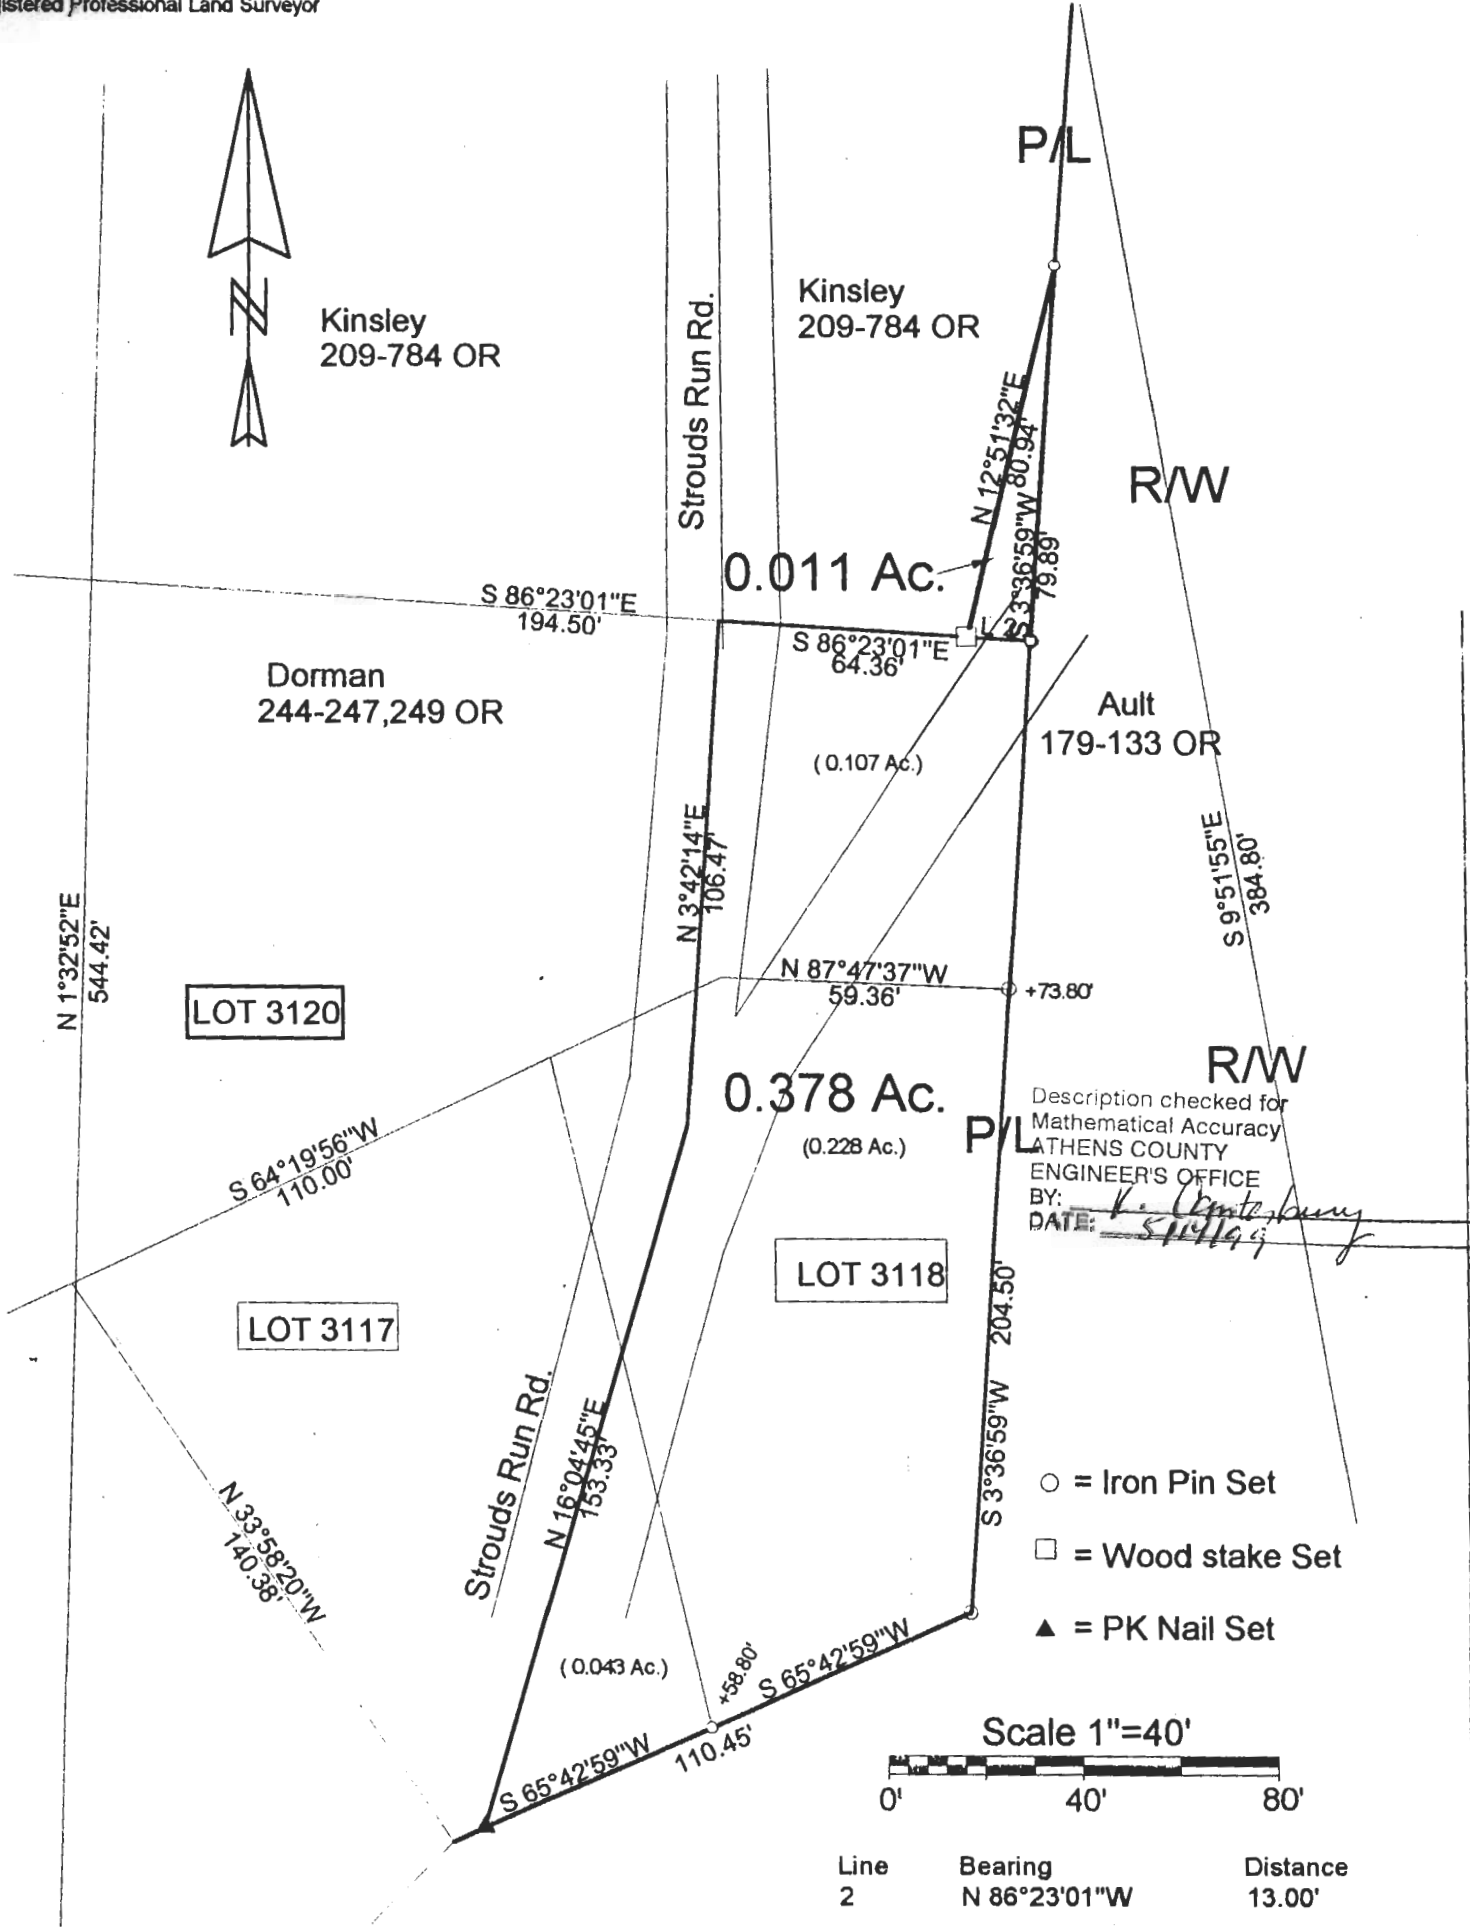 istered Professional Land Surveyor
P/L
N
Kinsley
209-784 OR
Kinsley
209-784 OR
Strouds Run Rd.
N 12°51'32"E
80.94'
S 3°36'59"W
79.89'
R/W
0.011 Ac.
S 86°23'01"E
194.50'
L 2
S 86°23'01"E
64.36'
Dorman
244-247,249 OR
Ault
179-133 OR
( 0.107 Ac.)
N 3°42'14"E
106.47'
S 9°51'55"E
384.80'
N 1°32'52"E
544.42'
N 87°47'37"W
59.36'
+73.80'
LOT 3120
R/W
0.378 Ac.
(0.228 Ac.)
P/L
Description checked for
Mathematical Accuracy
ATHENS COUNTY
ENGINEER'S OFFICE
BY: K. Canterbury
DATE: 5/14/99
S 64°19'56"W
110.00'
LOT 3118
204.50'
S 3°36'59"W
LOT 3117
Strouds Run Rd.
N 16°04'45"E
153.33'
N 33°58'20"W
140.38'
= Iron Pin Set
= Wood stake Set
= PK Nail Set
( 0.043 Ac.)
+58.80'
S 65°42'59"W
S 65°42'59"W
110.45'
Scale 1"=40'
0' 40' 80'
Line Bearing Distance
2 N 86°23'01"W 13.00'